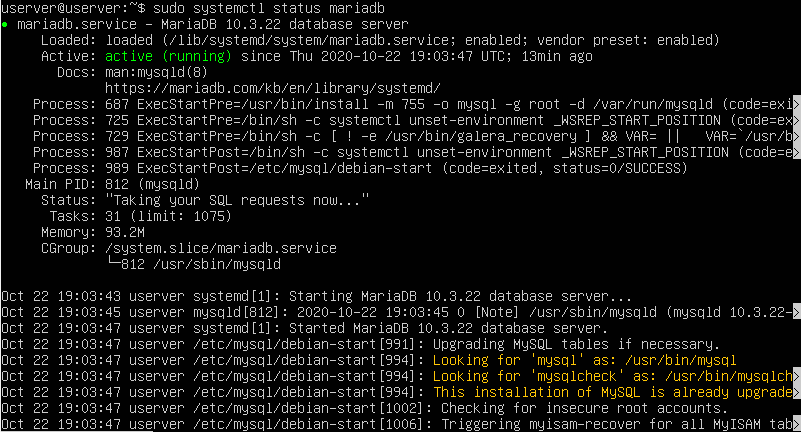 userver@userver:~$ sudo systemctl status mariadb
● mariadb.service - MariaDB 10.3.22 database server
Loaded: loaded (/lib/systemd/system/mariadb.service; enabled; vendor preset: enabled)
Active: active (running) since Thu 2020-10-22 19:03:47 UTC; 13min ago
Docs: man:mysqld(8)
https://mariadb.com/kb/en/library/systemd/
Process: 687 ExecStartPre=/usr/bin/install -m 755 -o mysql -g root -d /var/run/mysqld (code=exi>
Process: 725 ExecStartPre=/bin/sh -c systemctl unset-environment _WSREP_START_POSITION (code=ex>
Process: 729 ExecStartPre=/bin/sh -c [ ! -e /usr/bin/galera_recovery ] && VAR= || VAR=`/usr/b>
Process: 987 ExecStartPost=/bin/sh -c systemctl unset-environment _WSREP_START_POSITION (code=e>
Process: 989 ExecStartPost=/etc/mysql/debian-start (code=exited, status=0/SUCCESS)
Main PID: 812 (mysqld)
Status: "Taking your SQL requests now..."
Tasks: 31 (limit: 1075)
Memory: 93.2M
CGroup: /system.slice/mariadb.service
└─812 /usr/sbin/mysqld
Oct 22 19:03:43 userver systemd[1]: Starting MariaDB 10.3.22 database server...
Oct 22 19:03:45 userver mysqld[812]: 2020-10-22 19:03:45 0 [Note] /usr/sbin/mysqld (mysqld 10.3.22->
Oct 22 19:03:47 userver systemd[1]: Started MariaDB 10.3.22 database server.
Oct 22 19:03:47 userver /etc/mysql/debian-start[991]: Upgrading MySQL tables if necessary.
Oct 22 19:03:47 userver /etc/mysql/debian-start[994]: Looking for 'mysql' as: /usr/bin/mysql
Oct 22 19:03:47 userver /etc/mysql/debian-start[994]: Looking for 'mysqlcheck' as: /usr/bin/mysqlch>
Oct 22 19:03:47 userver /etc/mysql/debian-start[994]: This installation of MySQL is already upgrade>
Oct 22 19:03:47 userver /etc/mysql/debian-start[1002]: Checking for insecure root accounts.
Oct 22 19:03:47 userver /etc/mysql/debian-start[1006]: Triggering myisam-recover for all MyISAM tab>